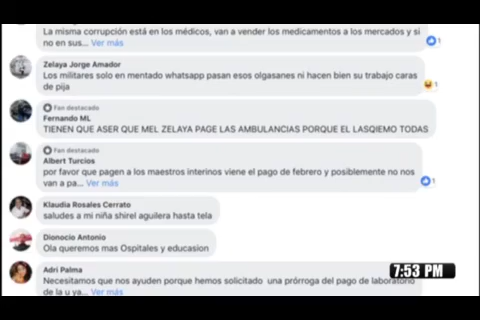 La misma corrupción está en los médicos, van a vender los medicamentos a los mercados y si
no en sus... Ver más
1
Zelaya Jorge Amador
Los militares solo en mentado whatsapp pasan esos olgasanes ni hacen bien su trabajo caras
de pija
1
Fan destacado
Fernando ML
TIENEN QUE ASER QUE MEL ZELAYA PAGE LAS AMBULANCIAS PORQUE EL LASQIEMO TODAS
Fan destacado
Albert Turcios
por favor que pagen a los maestros interinos viene el pago de febrero y posiblemente no nos
van a pa... Ver más
1
Klaudia Rosales Cerrato
saludes a mi niña shirel aguilera hasta tela
Dionocio Antonio
Ola queremos mas Ospitales y educasion
Adri Palma
Necesitamos que nos ayuden porque hemos solicitado una prórroga del pago de laboratorio
de la u ya... Ver más
7:53 PM